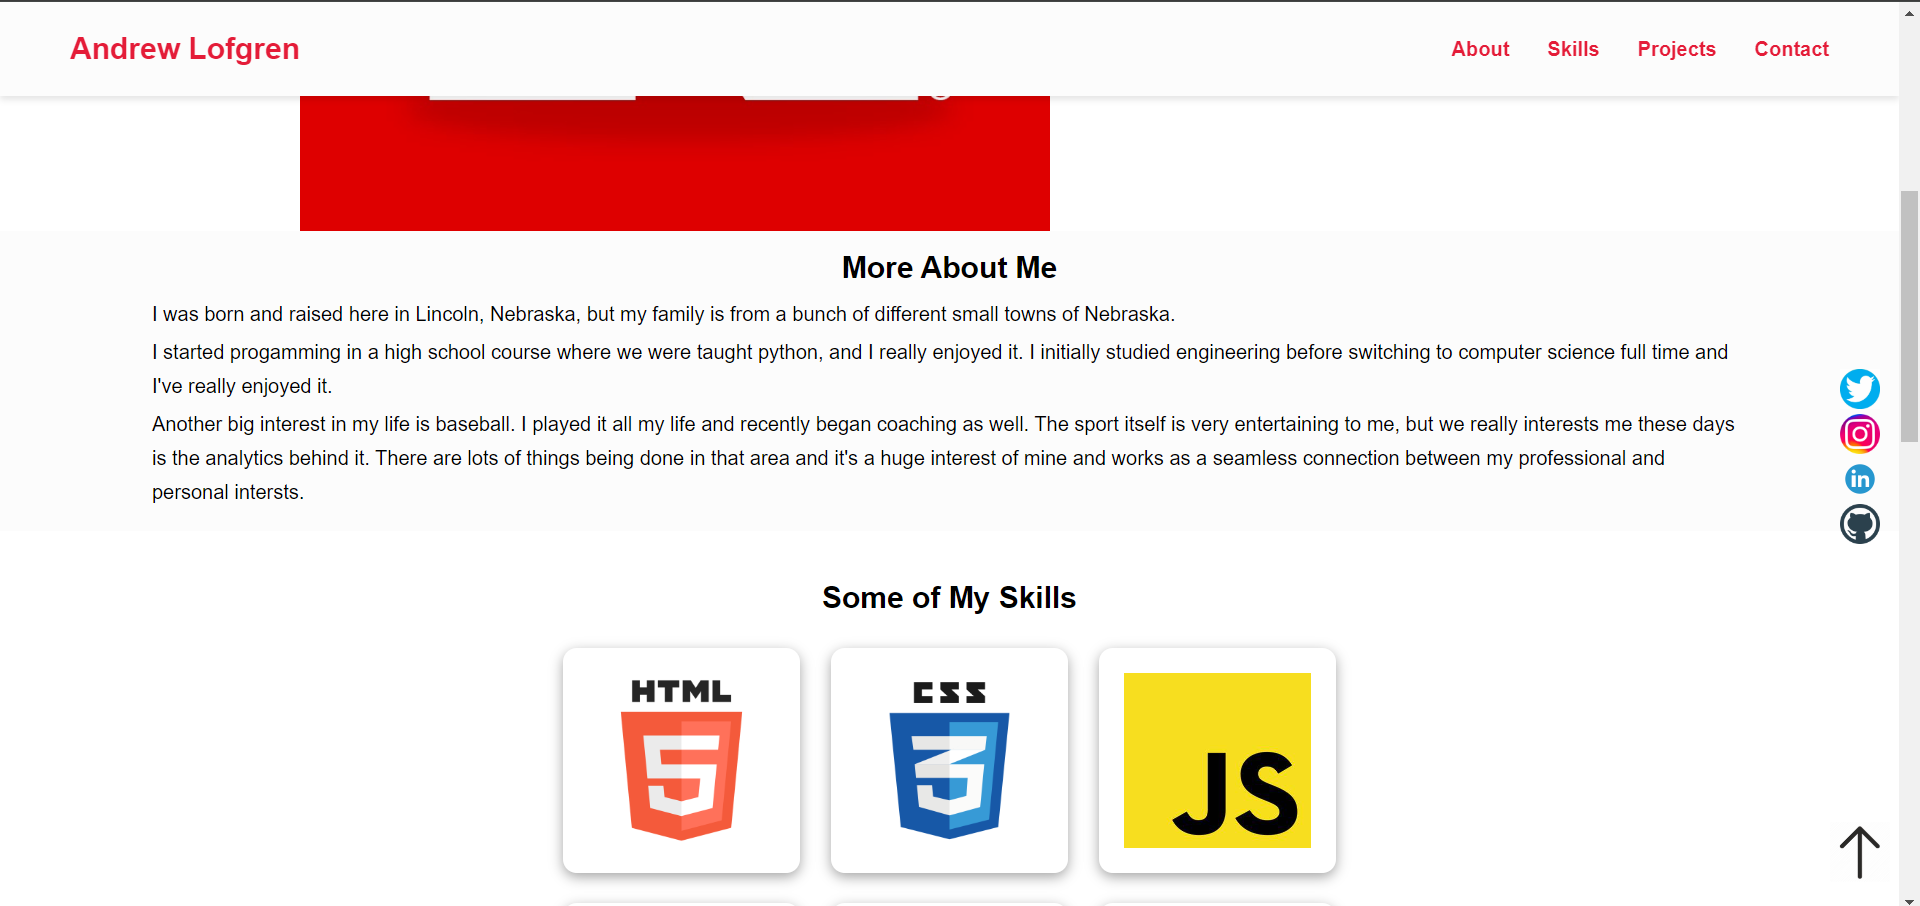 Andrew Lofgren
About Skills Projects Contact
More About Me
I was born and raised here in Lincoln, Nebraska, but my family is from a bunch of different small towns of Nebraska.
I started progamming in a high school course where we were taught python, and I really enjoyed it. I initially studied engineering before switching to computer science full time and
I've really enjoyed it.
Another big interest in my life is baseball. I played it all my life and recently began coaching as well. The sport itself is very entertaining to me, but we really interests me these days
is the analytics behind it. There are lots of things being done in that area and it's a huge interest of mine and works as a seamless connection between my professional and
personal intersts.
in
Some of My Skills
HTML
5
CSS
3
JS